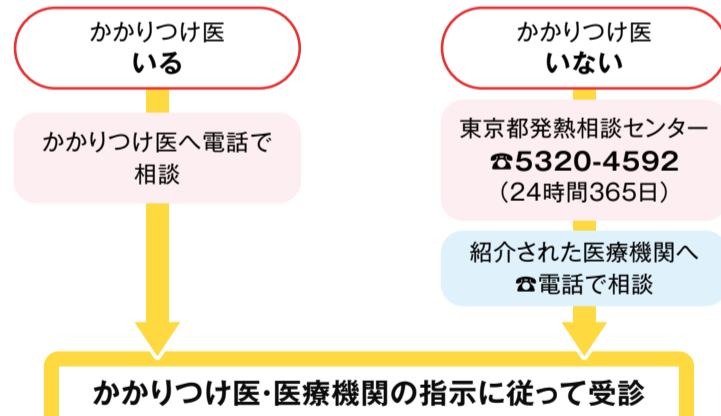 かかりつけ医
いる
かかりつけ医へ電話で
相談
かかりつけ医
いない
東京都発熱相談センター
☎5320-4592
（24時間365日）
紹介された医療機関へ
☎電話で相談
かかりつけ医・医療機関の指示に従って受診